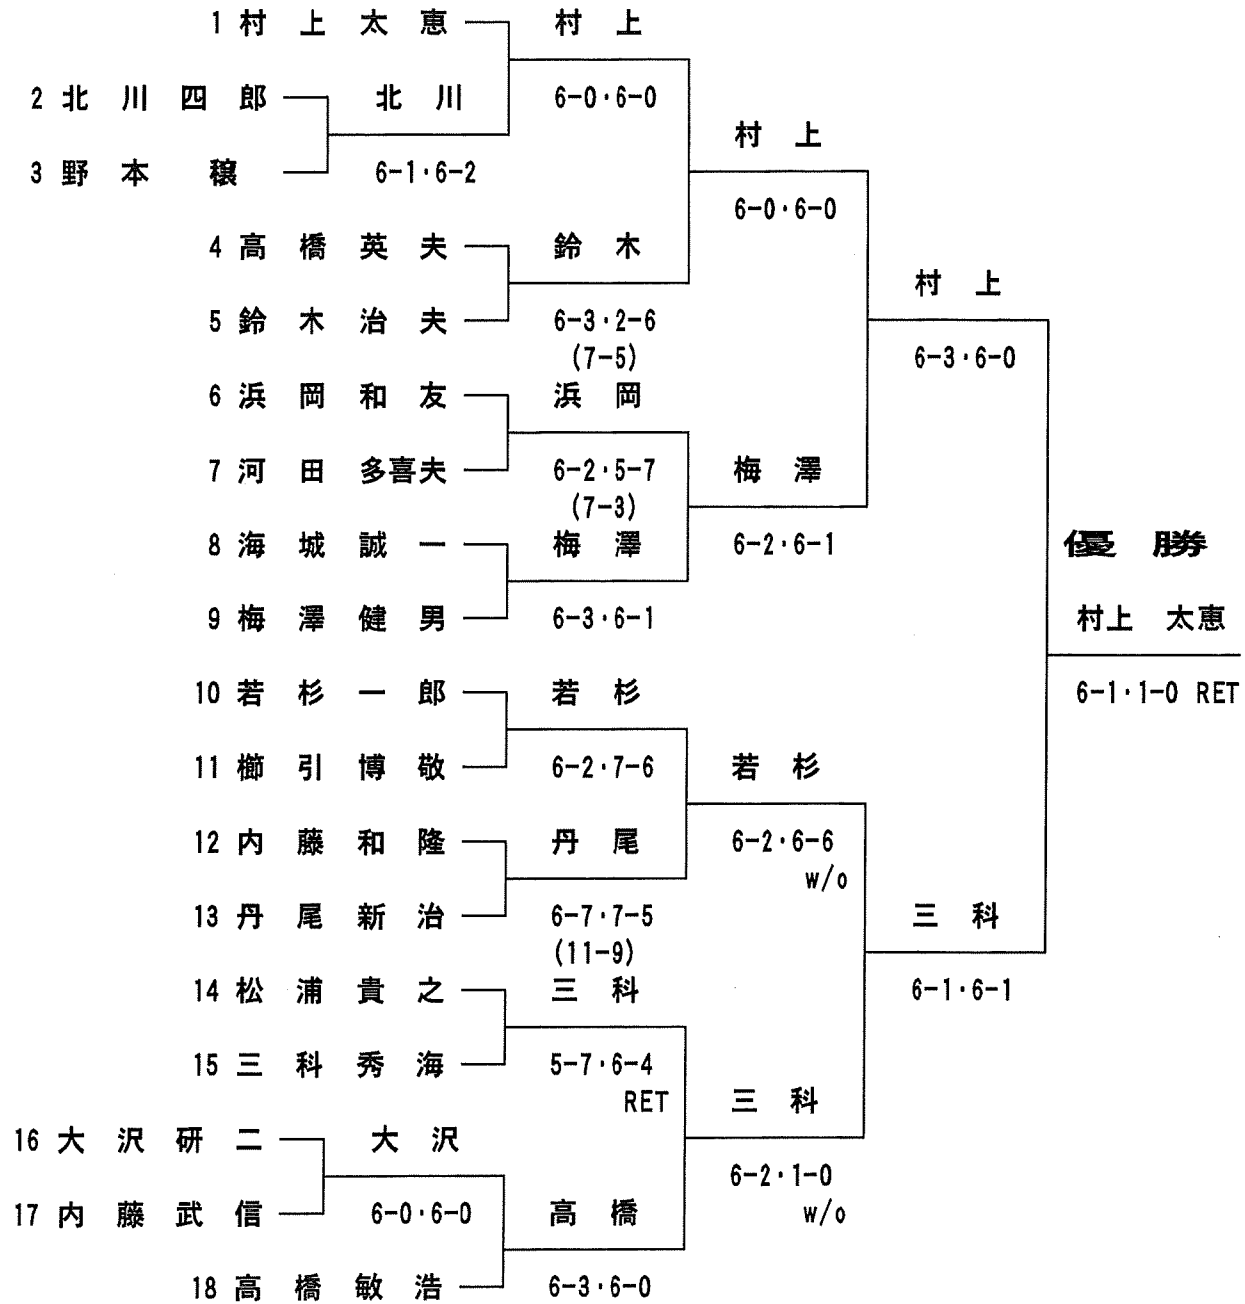 1 村上太恵
村上
2 北川四郎
北川
6-0・6-0
村上
3 野本穣
6-1・6-2
6-0・6-0
4 高橋英夫
鈴木
村上
5 鈴木治夫
6-3・2-6
(7-5)
6-3・6-0
6 浜岡和友
浜岡
7 河田多喜夫
6-2・5-7
(7-3)
梅澤
8 海城誠一
梅澤
6-2・6-1
優勝
9 梅澤健男
6-3・6-1
村上 太恵
10 若杉一郎
若杉
6-1・1-0 RET
11 櫛引博敬
6-2・7-6
若杉
12 内藤和隆
丹尾
6-2・6-6
w/o
13 丹尾新治
6-7・7-5
(11-9)
三科
14 松浦貴之
三科
6-1・6-1
15 三科秀海
5-7・6-4
RET
三科
16 大沢研二
大沢
6-2・1-0
w/o
17 内藤武信
6-0・6-0
高橋
18 高橋敏浩
6-3・6-0